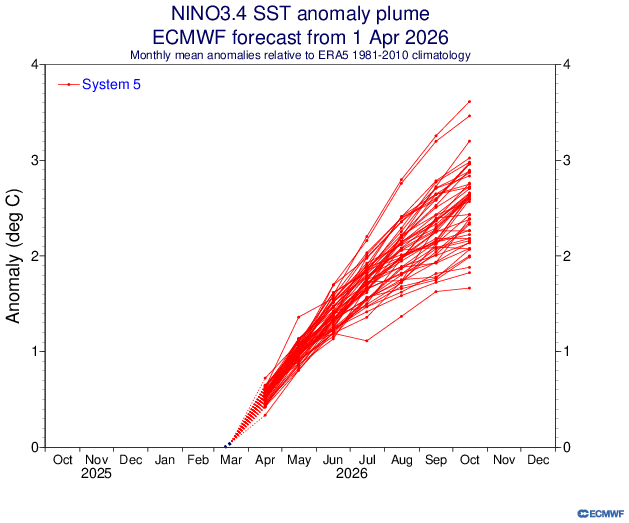 NINO3.4 SST anomaly plume
ECMWF forecast from 1 Apr 2026
Monthly mean anomalies relative to ERA5 1981-2010 climatology
System 5
Anomaly (deg C)
4 4
3 3
2 2
1 1
0 0
Oct Nov Dec Jan Feb Mar Apr May Jun Jul Aug Sep Oct Nov Dec
2025 2026
ECMWF